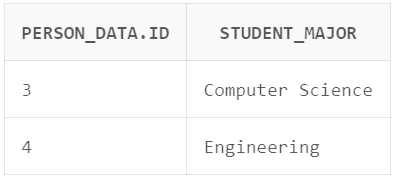 PERSON_DATA.ID STUDENT_MAJOR
3 Computer Science
4 Engineering